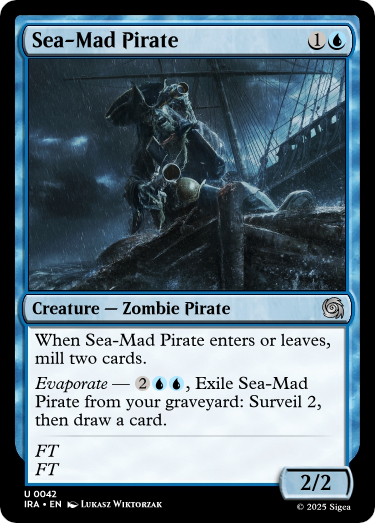 Sea-Mad Pirate 1
Creature — Zombie Pirate
When Sea-Mad Pirate enters or leaves,
mill two cards.
Evaporate — 2, Exile Sea-Mad
Pirate from your graveyard: Surveil 2,
then draw a card.
FT
FT
2/2
U 0042
IRA • EN Lukasz Wiktorzak
© 2025 Sigea